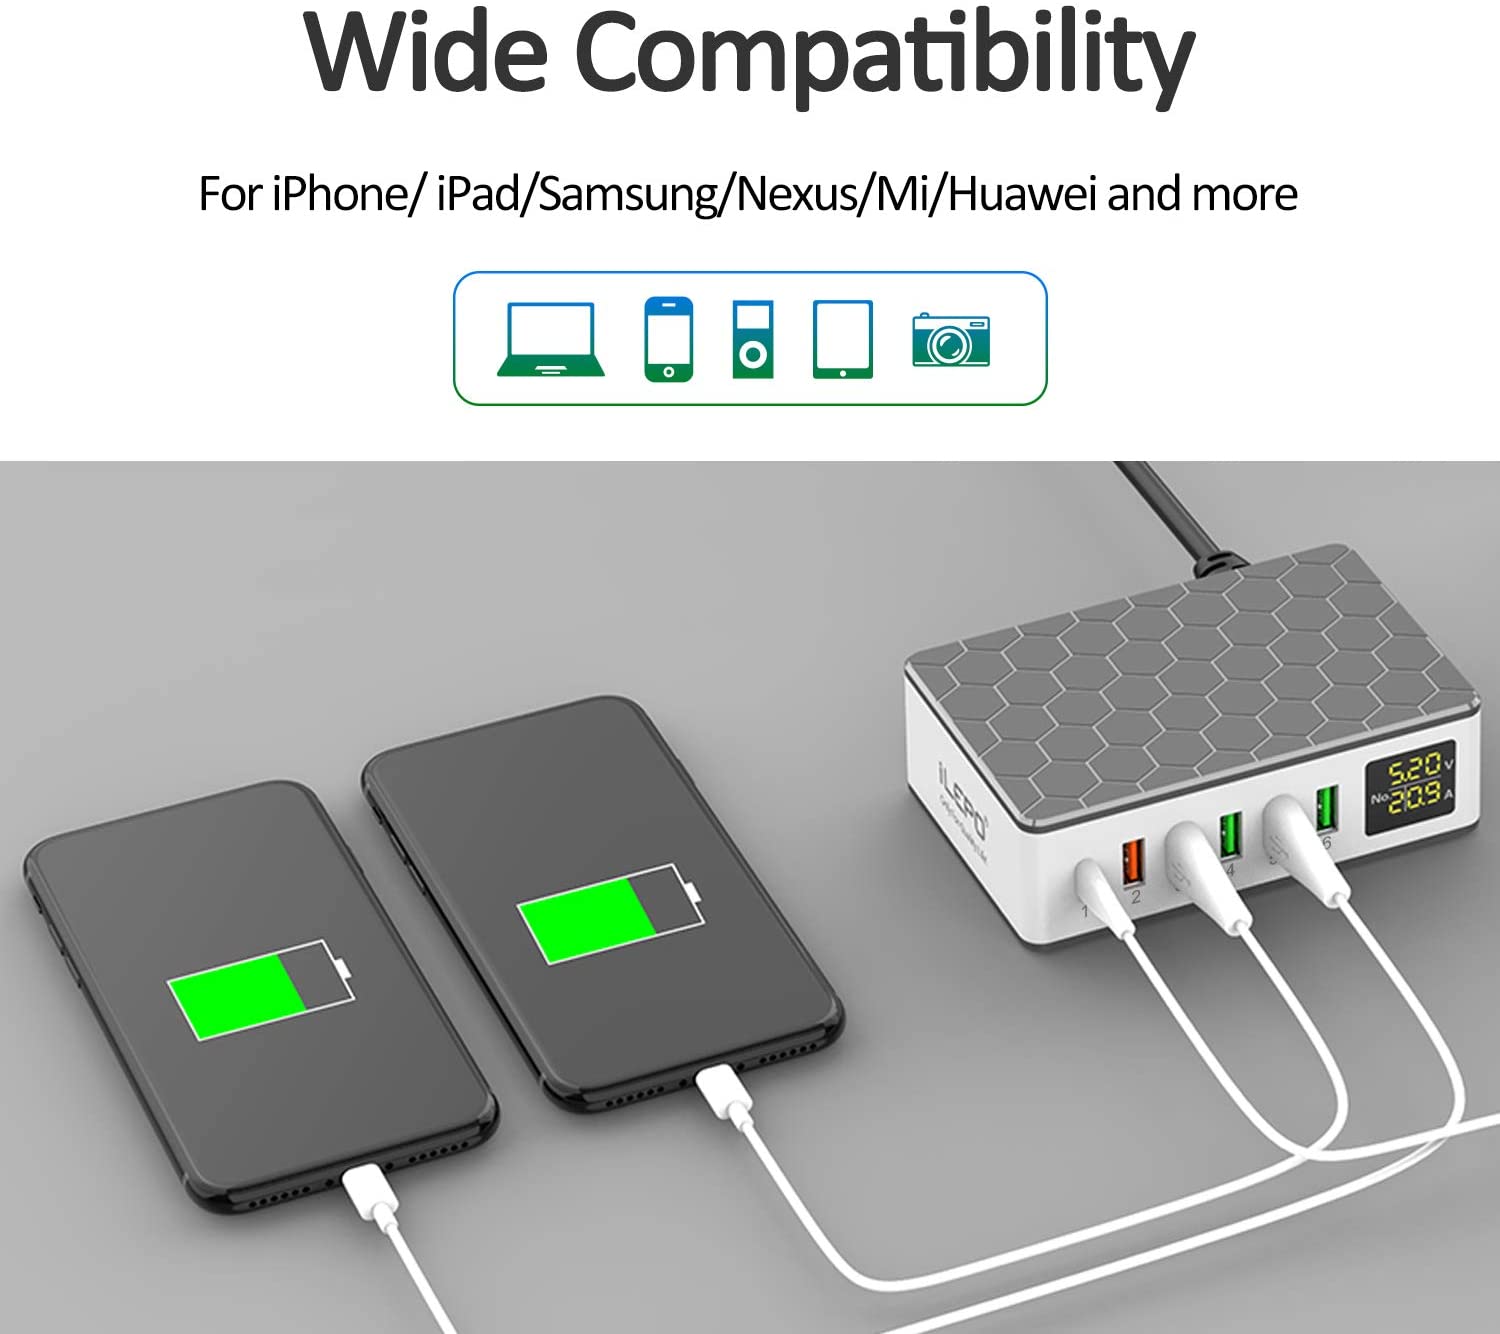 Wide Compatibility
For iPhone/ iPad/Samsung/Nexus/Mi/Huawei and more
iLEPO
5.20 V
No. 20.9 A
1
2
4
6